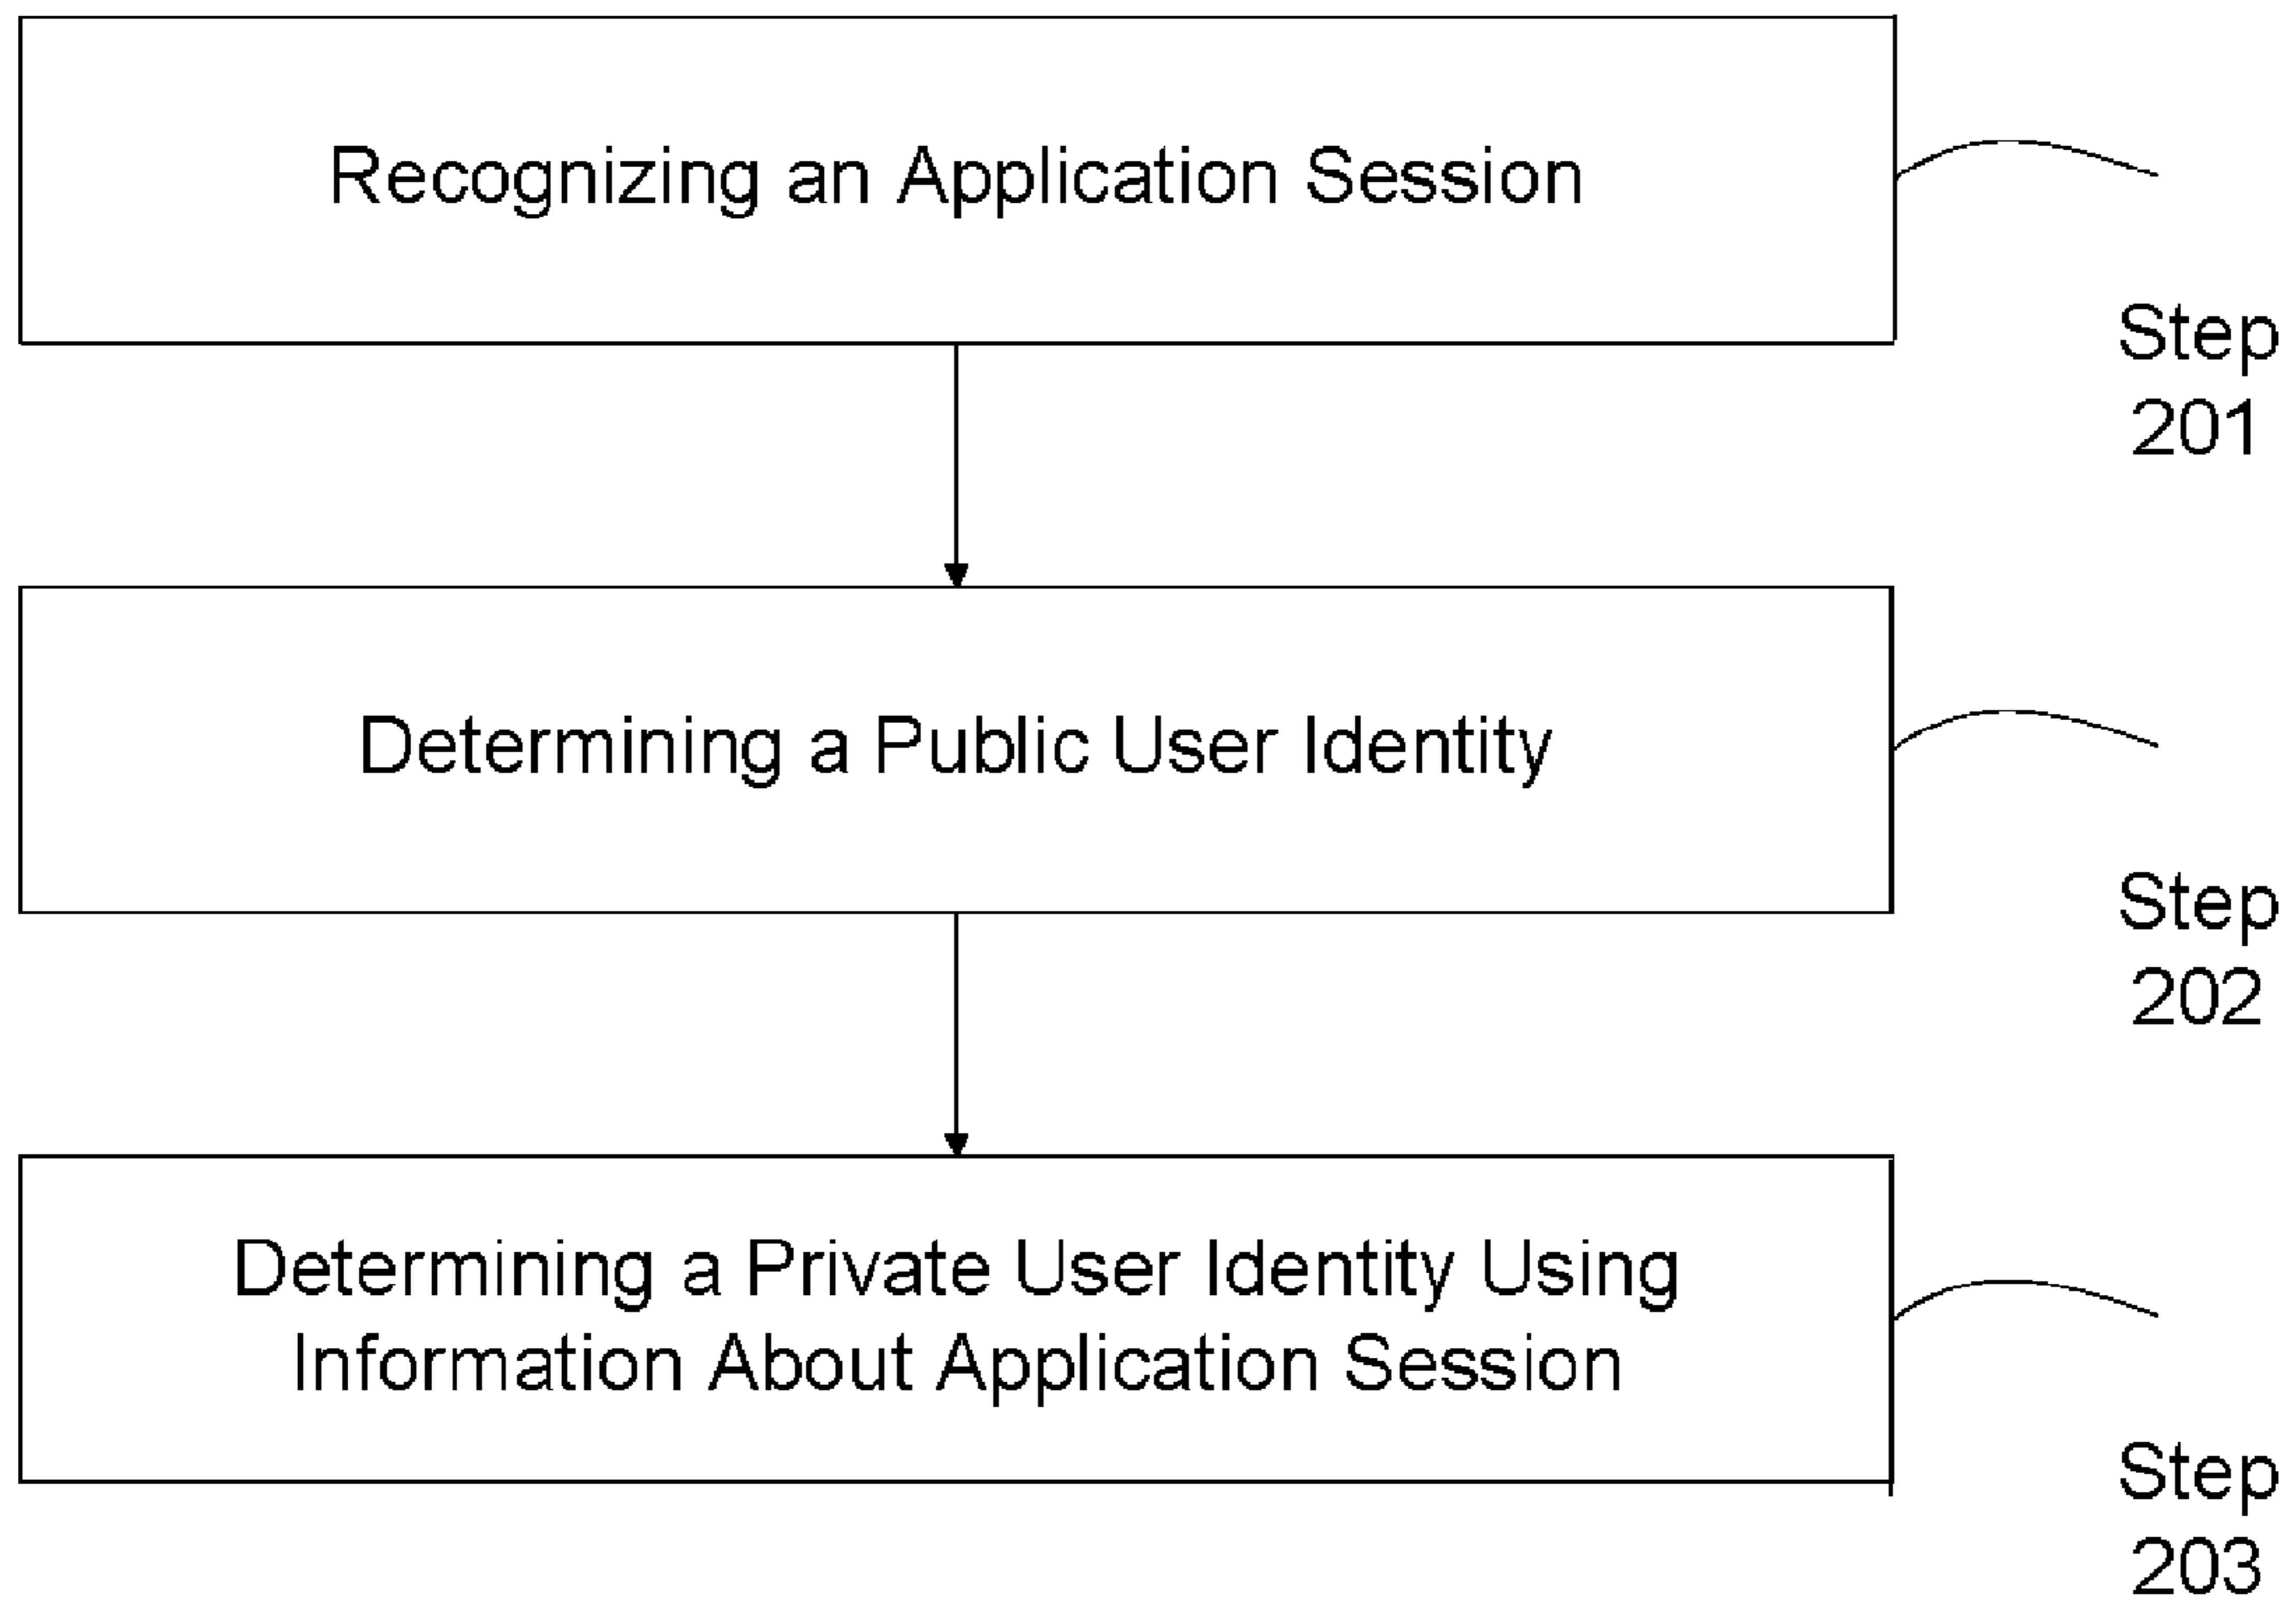 Recognizing an Application Session
Step
201
Determining a Public User Identity
Step
202
Determining a Private User Identity Using
Information About Application Session
Step
203